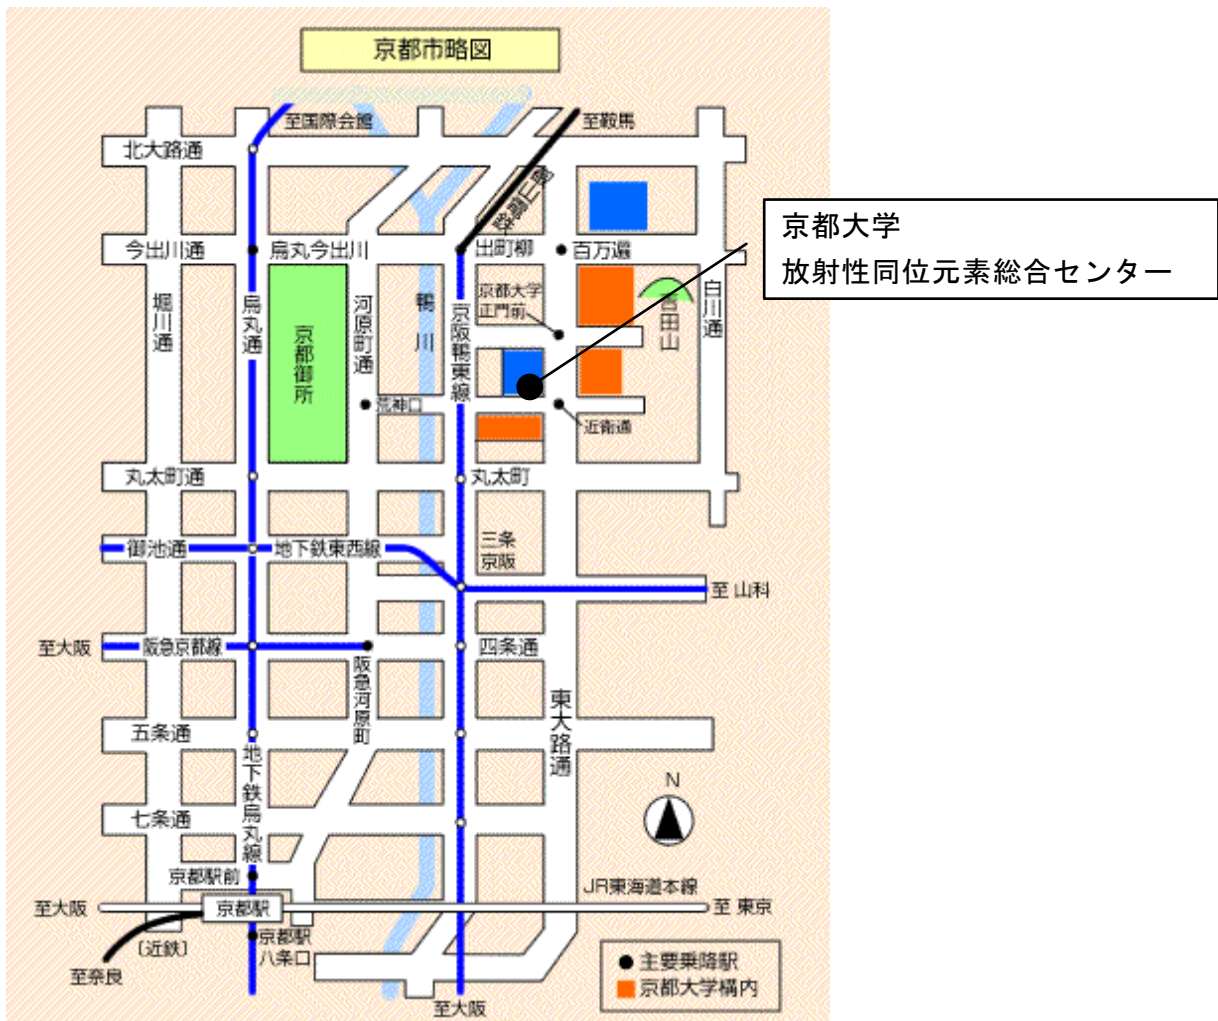 京都市略図
至国際会館
至鞍馬
北大路通
叡山電鉄
京都大学
放射性同位元素総合センター
今出川通
烏丸今出川
出町柳
百万遍
堀川通
烏丸通
京都御所
河原町通
鴨川
京阪鴨東線
京都大学
正門前
吉田山
白川通
荒神口
近衛通
丸太町通
丸太町
御池通
地下鉄東西線
三条
京阪
至 山科
至大阪
阪急京都線
阪急河原町
四条通
五条通
東大路通
地下鉄烏丸線
N
七条通
京都駅前
JR東海道本線
至大阪
京都駅
至 東京
〔近鉄〕
京都駅
八条口
至奈良
至大阪
主要乗降駅
京都大学構内